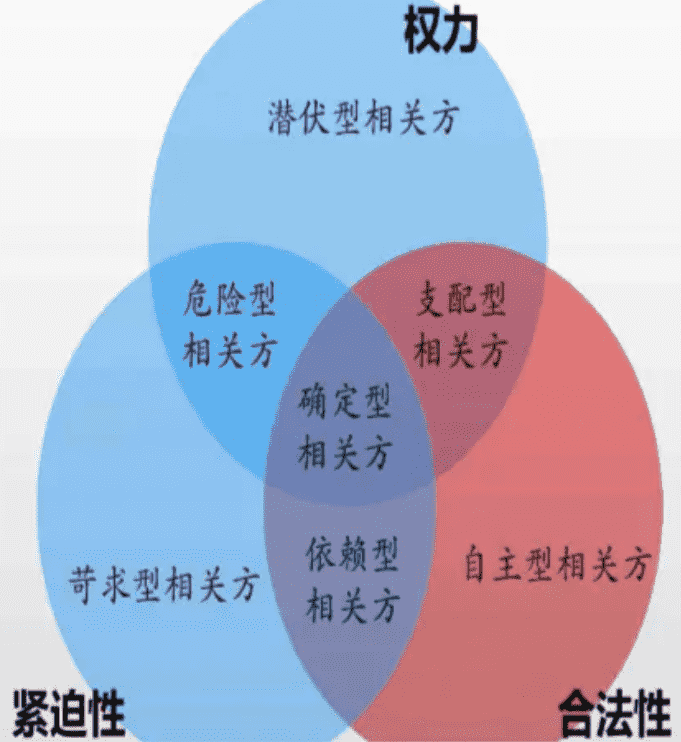 权力
潜伏型相关方
危险型
相关方
支配型
相关方
确定型
相关方
依赖型
相关方
苛求型相关方
自主型相关方
紧迫性
合法性